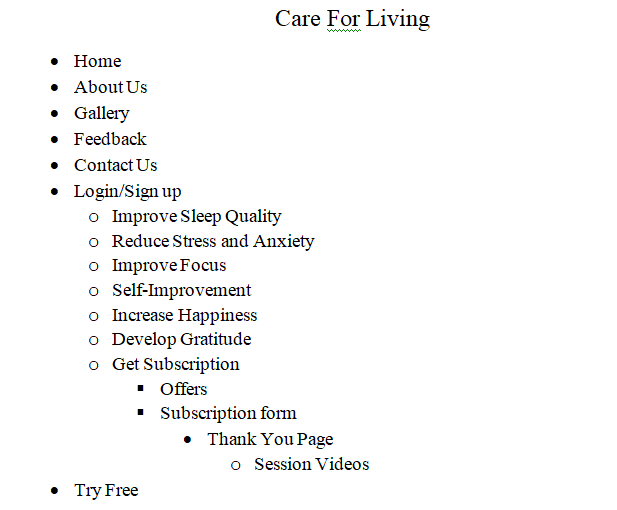 Care For Living
• Home
• About Us
• Gallery
• Feedback
• Contact Us
• Login/Sign up
o Improve Sleep Quality
o Reduce Stress and Anxiety
o Improve Focus
o Self-Improvement
o Increase Happiness
o Develop Gratitude
o Get Subscription
▪ Offers
▪ Subscription form
• Thank You Page
o Session Videos
• Try Free